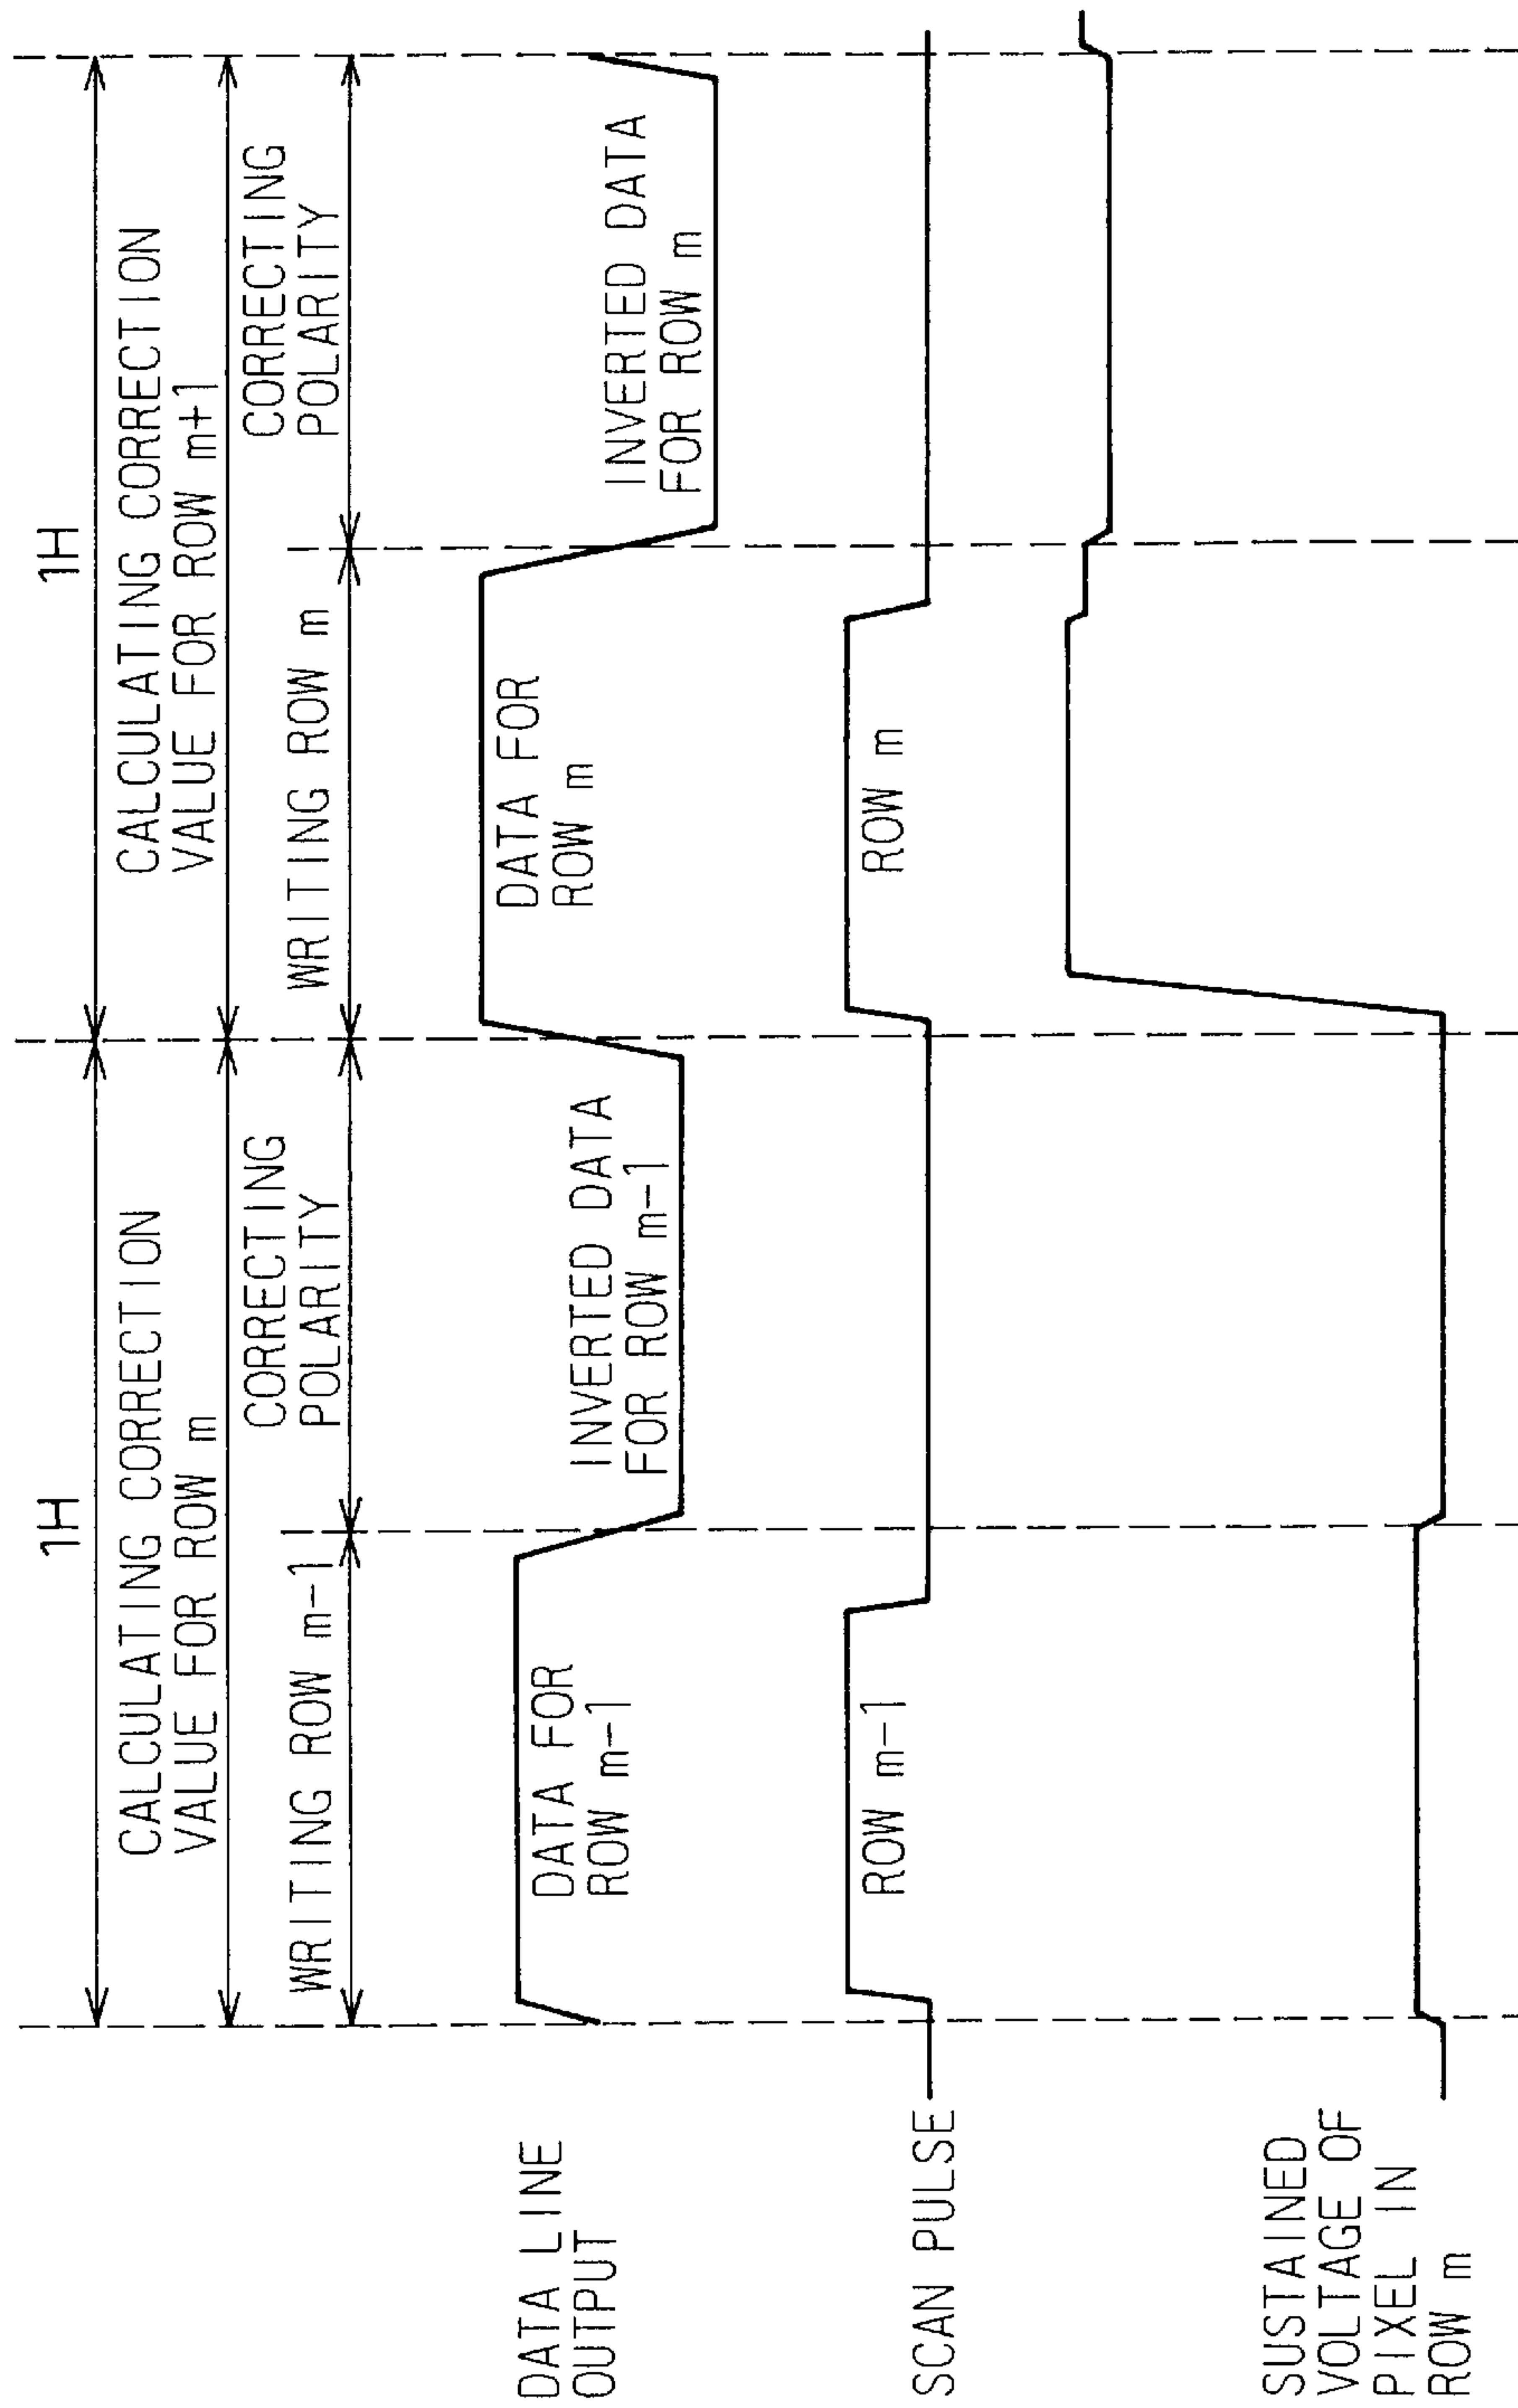 1H
1H
CALCULATING CORRECTION
VALUE FOR ROW m
CALCULATING CORRECTION
VALUE FOR ROW m+1
WRITING ROW m-1
CORRECTING
POLARITY
WRITING ROW m
CORRECTING
POLARITY
DATA LINE
OUTPUT
DATA FOR
ROW m-1
INVERTED DATA
FOR ROW m-1
DATA FOR
ROW m
INVERTED DATA
FOR ROW m
SCAN PULSE
ROW m-1
ROW m
SUSTAINED
VOLTAGE OF
PIXEL IN
ROW m